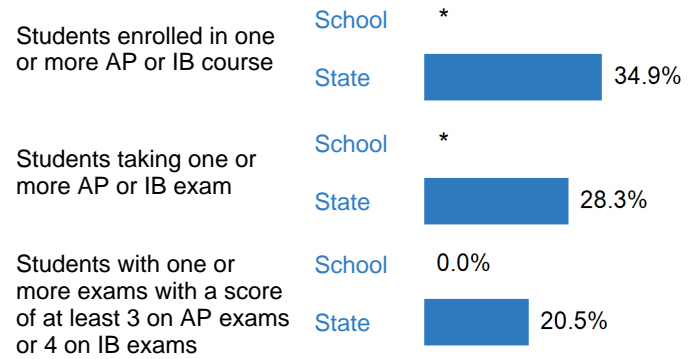 Students enrolled in one
or more AP or IB course
School *
State 34.9%
Students taking one or
more AP or IB exam
School *
State 28.3%
Students with one or
more exams with a score
of at least 3 on AP exams
or 4 on IB exams
School 0.0%
State 20.5%